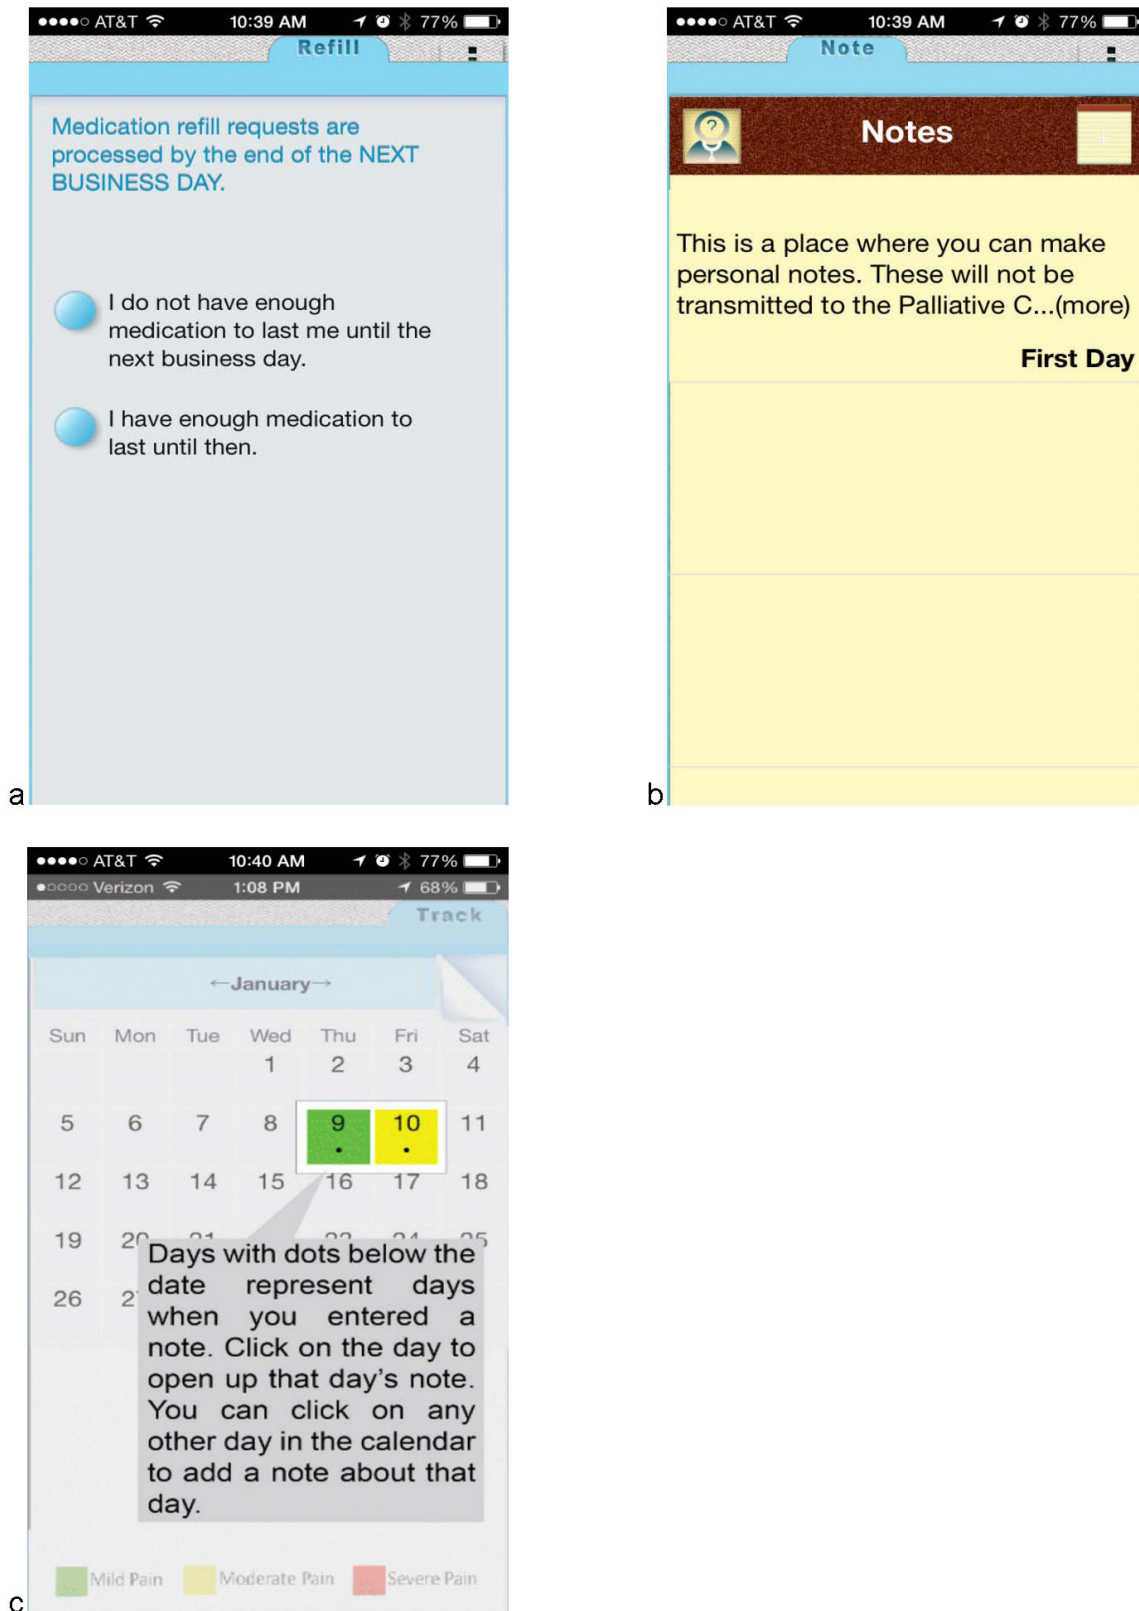 AT&T 10:39 AM 77%
Refill
Medication refill requests are
processed by the end of the NEXT
BUSINESS DAY.
I do not have enough
medication to last me until the
next business day.
I have enough medication to
last until then.
a
AT&T 10:39 AM 77%
Note
?
Notes
+
This is a place where you can make
personal notes. These will not be
transmitted to the Palliative C...(more)
First Day
b
AT&T 10:40 AM 77%
Verizon 1:08 PM 68%
Track
←January→
Sun Mon Tue Wed Thu Fri Sat
1 2 3 4
5 6 7 8 9 10 11
12 13 14 15 16 17 18
19 20 21 23 24 25
26
Days with dots below the
date represent days
when you entered a
note. Click on the day to
open up that day's note.
You can click on any
other day in the calendar
to add a note about that
day.
Mild Pain Moderate Pain Severe Pain
c